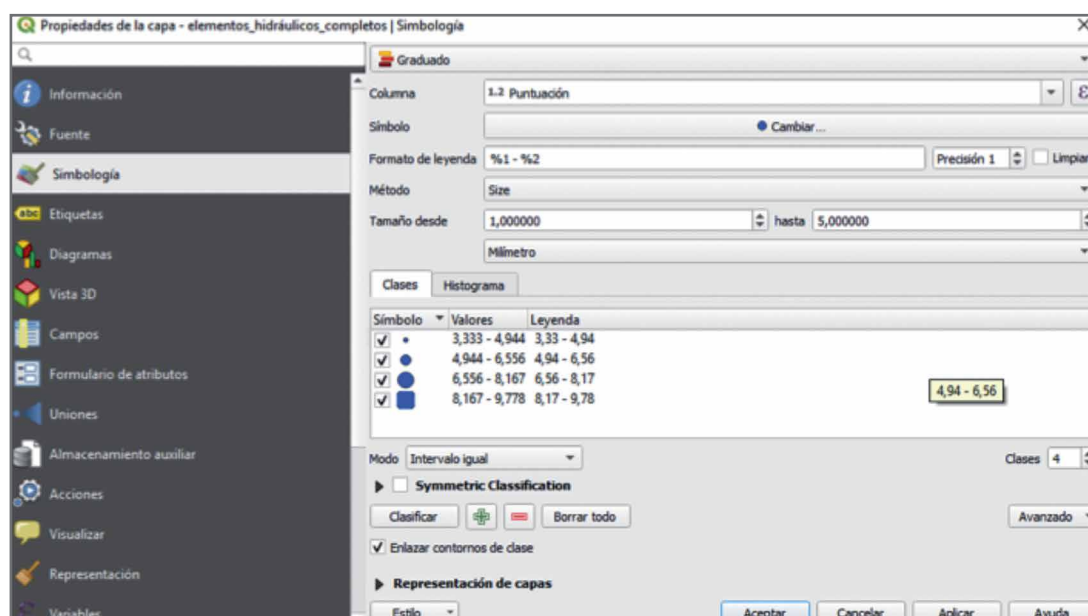 Propiedades de la capa - elementos_hidráulicos_completos | Simbología
Información
Fuente
Simbología
abc Etiquetas
Diagramas
Vista 3D
Campos
Formulario de atributos
Uniones
Almacenamiento auxiliar
Acciones
Visualizar
Representación
Variables
Graduado
Columna 1.2 Puntuación ε
Símbolo Cambiar...
Formato de leyenda %1 - %2 Precisión 1 Limpiar
Método Size
Tamaño desde 1,000000 hasta 5,000000
Milímetro
Clases Histograma
Símbolo Valores Leyenda
3,333 - 4,944 3,33 - 4,94
4,944 - 6,556 4,94 - 6,56
6,556 - 8,167 6,56 - 8,17
8,167 - 9,778 8,17 - 9,78
4,94 - 6,56
Modo Intervalo igual Clases 4
Symmetric Classification
Clasificar Borrar todo Avanzado
Enlazar contornos de clase
Representación de capas
Estilo Aceptar Cancelar Aplicar Ayuda